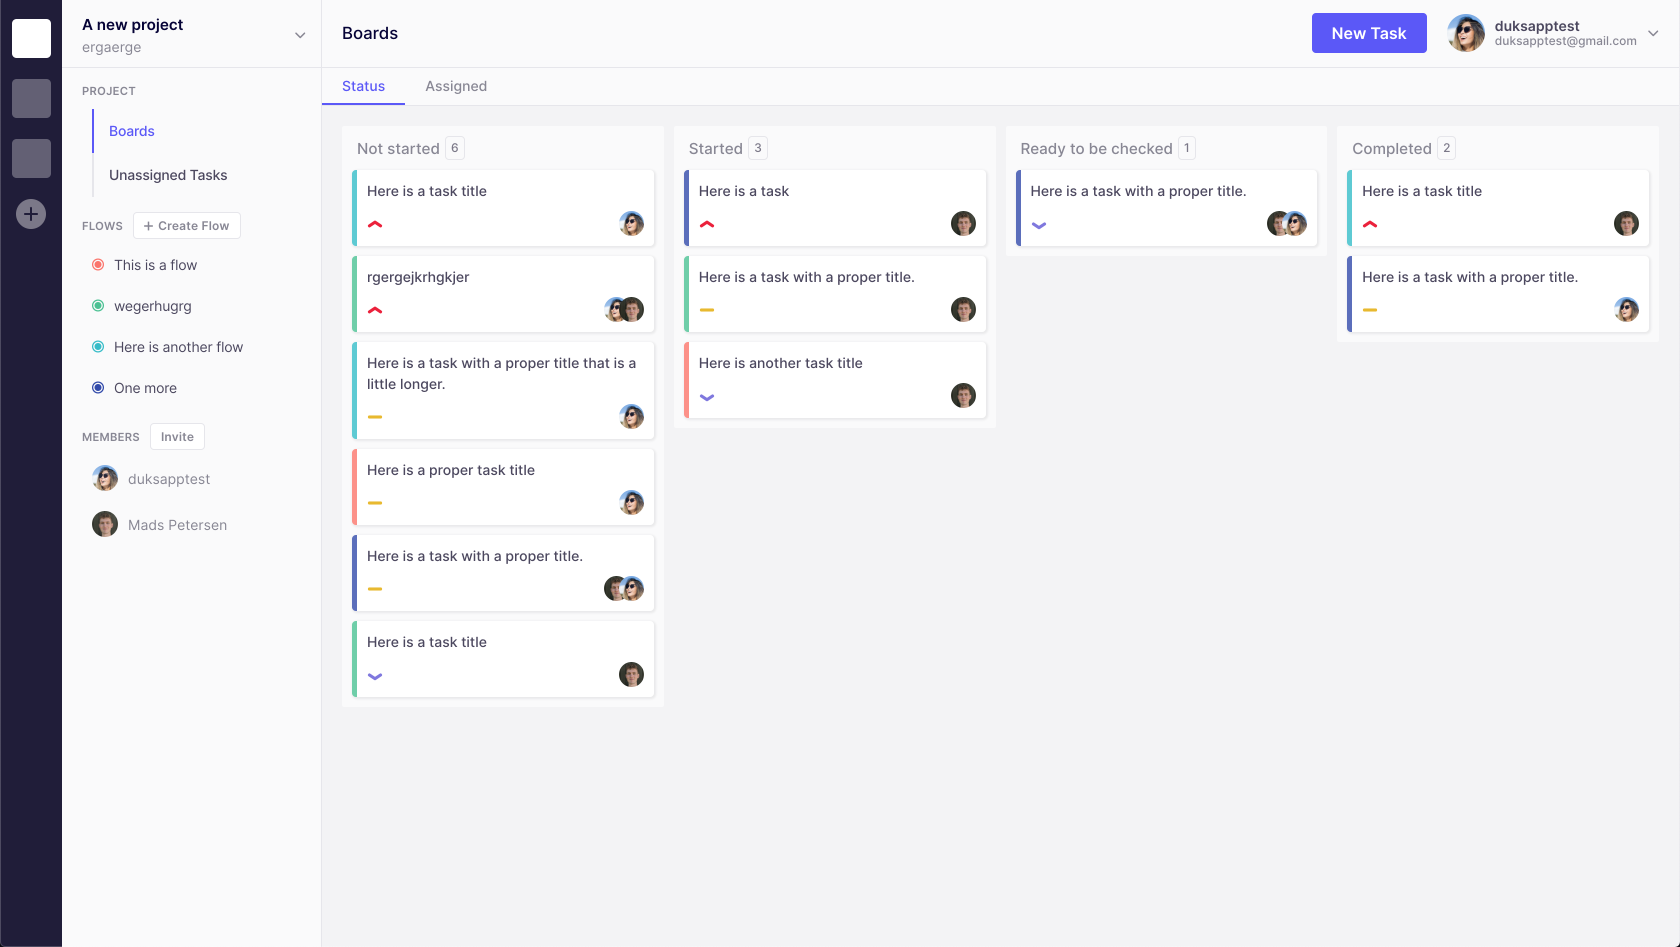 A new project
ergaerge
Boards
New Task
duksapptest
duksapptest@gmail.com
PROJECT
Boards
Unassigned Tasks
FLOWS
+ Create Flow
This is a flow
wegerhugrg
Here is another flow
One more
MEMBERS
Invite
duksapptest
Mads Petersen
Status
Assigned
Not started 6
Here is a task title
rgergejkrhgkjer
Here is a task with a proper title that is a
little longer.
Here is a proper task title
Here is a task with a proper title.
Here is a task title
Started 3
Here is a task
Here is a task with a proper title.
Here is another task title
Ready to be checked 1
Here is a task with a proper title.
Completed 2
Here is a task title
Here is a task with a proper title.